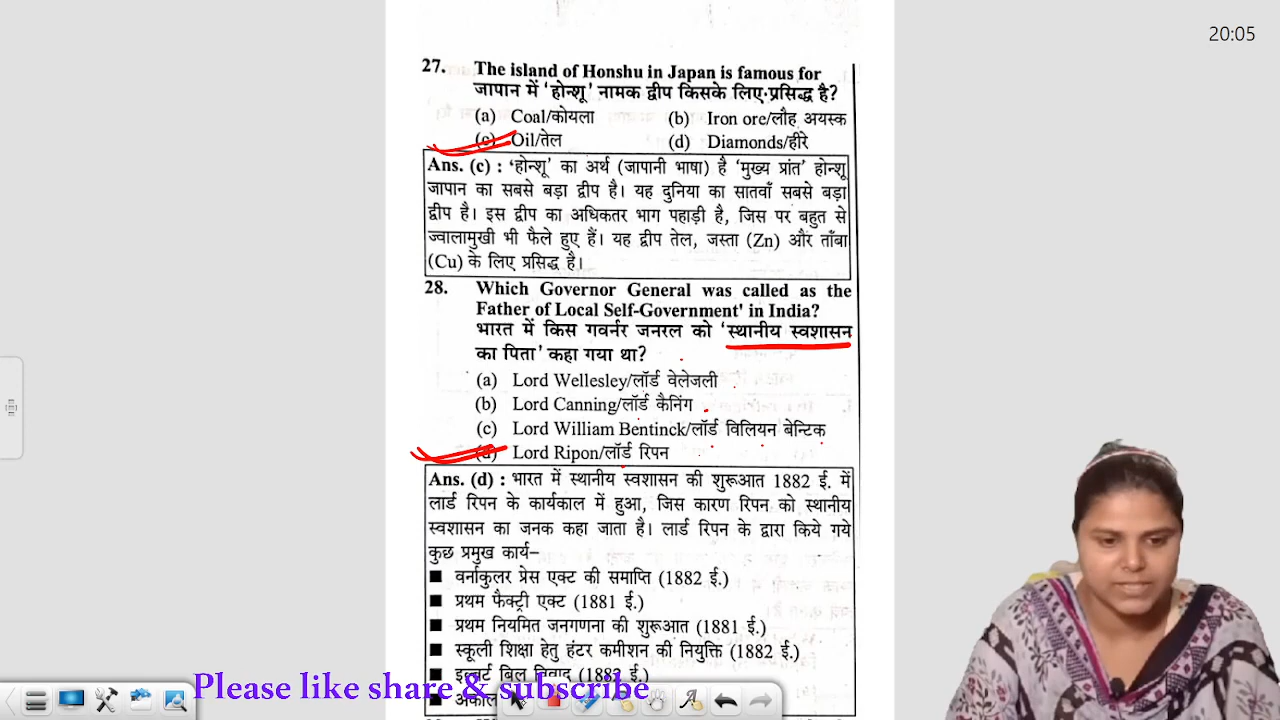 20:05
27. The island of Honshu in Japan is famous for
जापान में 'होन्शू' नामक द्वीप किसके लिए प्रसिद्ध है?
(a) Coal/कोयला (b) Iron ore/लौह अयस्क
(c) Oil/तेल (d) Diamonds/हीरे
Ans. (c) : 'होन्शू' का अर्थ (जापानी भाषा) है 'मुख्य प्रांत' होन्शू
जापान का सबसे बड़ा द्वीप है। यह दुनिया का सातवाँ सबसे बड़ा
द्वीप है। इस द्वीप का अधिकतर भाग पहाड़ी है, जिस पर बहुत से
ज्वालामुखी भी फैले हुए हैं। यह द्वीप तेल, जस्ता (Zn) और ताँबा
(Cu) के लिए प्रसिद्ध है।
28. Which Governor General was called as the
Father of Local Self-Government' in India?
भारत में किस गवर्नर जनरल को 'स्थानीय स्वशासन
का पिता' कहा गया था?
(a) Lord Wellesley/लॉर्ड वेलेजली
(b) Lord Canning/लॉर्ड कैनिंग
(c) Lord William Bentinck/लॉर्ड विलियन बेन्टिक
(d) Lord Ripon/लॉर्ड रिपन
Ans. (d) : भारत में स्थानीय स्वशासन की शुरूआत 1882 ई. में
लार्ड रिपन के कार्यकाल में हुआ, जिस कारण रिपन को स्थानीय
स्वशासन का जनक कहा जाता है। लार्ड रिपन के द्वारा किये गये
कुछ प्रमुख कार्य–
■ वर्नाकुलर प्रेस एक्ट की समाप्ति (1882 ई.)
■ प्रथम फैक्ट्री एक्ट (1881 ई.)
■ प्रथम नियमित जनगणना की शुरूआत (1881 ई.)
■ स्कूली शिक्षा हेतु हंटर कमीशन की नियुक्ति (1882 ई.)
■ इल्बर्ट बिल विवाद (1883 ई.)
Please like share & subscribe